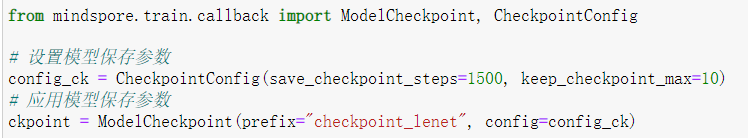 from mindspore.train.callback import ModelCheckpoint, CheckpointConfig
# 设置模型保存参数
config_ck = CheckpointConfig(save_checkpoint_steps=1500, keep_checkpoint_max=10)
# 应用模型保存参数
ckpoint = ModelCheckpoint(prefix="checkpoint_lenet", config=config_ck)